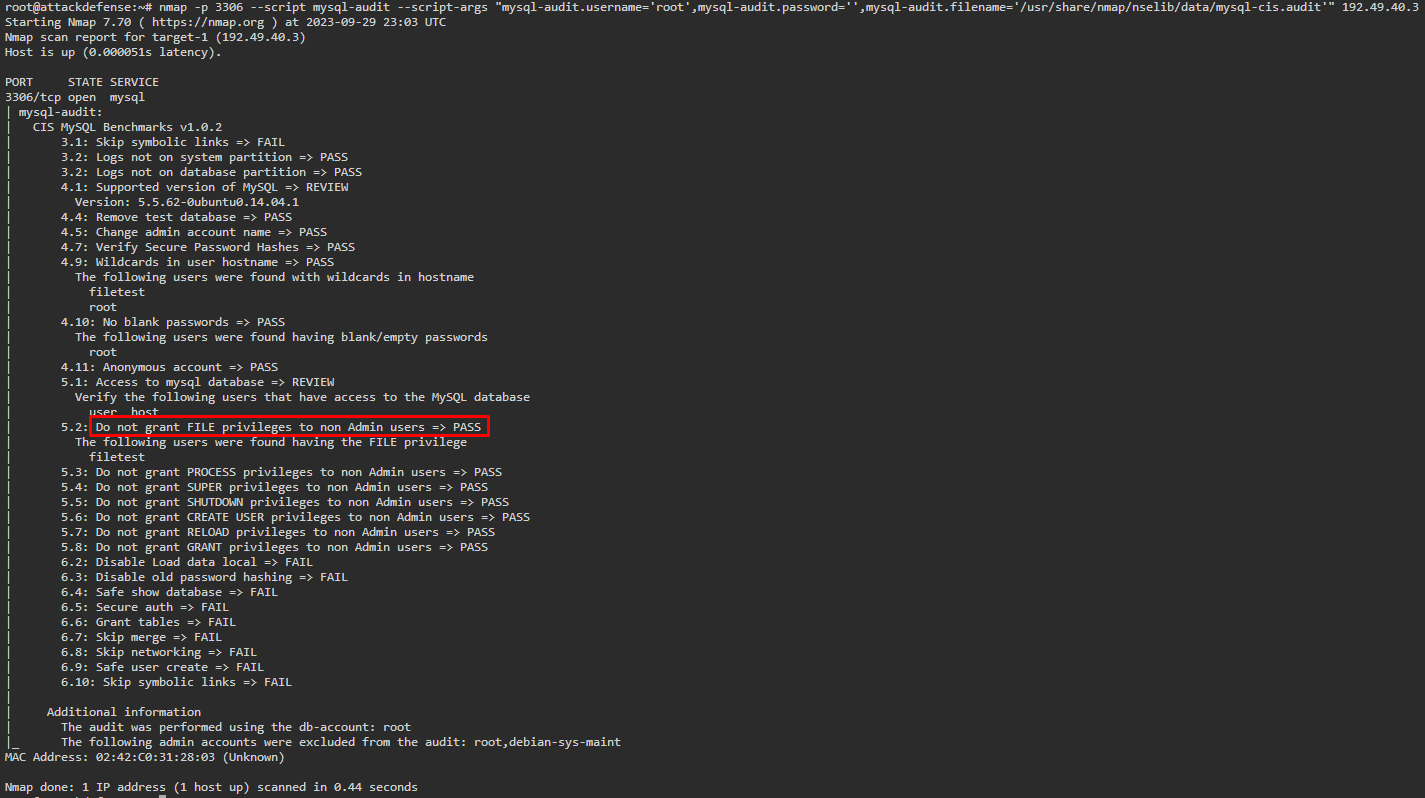 root@attackdefense:~# nmap -p 3306 --script mysql-audit --script-args "mysql-audit.username='root',mysql-audit.password='',mysql-audit.filename='/usr/share/nmap/nselib/data/mysql-cis.audit'" 192.49.40.3
Starting Nmap 7.70 ( https://nmap.org ) at 2023-09-29 23:03 UTC
Nmap scan report for target-1 (192.49.40.3)
Host is up (0.000051s latency).
PORT     STATE SERVICE
3306/tcp open  mysql
| mysql-audit:
|   CIS MySQL Benchmarks v1.0.2
|       3.1: Skip symbolic links => FAIL
|       3.2: Logs not on system partition => PASS
|       3.2: Logs not on database partition => PASS
|       4.1: Supported version of MySQL => REVIEW
|         Version: 5.5.62-0ubuntu0.14.04.1
|       4.4: Remove test database => PASS
|       4.5: Change admin account name => PASS
|       4.7: Verify Secure Password Hashes => PASS
|       4.9: Wildcards in user hostname => PASS
|         The following users were found with wildcards in hostname
|           filetest
|           root
|       4.10: No blank passwords => PASS
|         The following users were found having blank/empty passwords
|           root
|       4.11: Anonymous account => PASS
|       5.1: Access to mysql database => REVIEW
|         Verify the following users that have access to the MySQL database
|           user  host
|       5.2: Do not grant FILE privileges to non Admin users => PASS
|         The following users were found having the FILE privilege
|           filetest
|       5.3: Do not grant PROCESS privileges to non Admin users => PASS
|       5.4: Do not grant SUPER privileges to non Admin users => PASS
|       5.5: Do not grant SHUTDOWN privileges to non Admin users => PASS
|       5.6: Do not grant CREATE USER privileges to non Admin users => PASS
|       5.7: Do not grant RELOAD privileges to non Admin users => PASS
|       5.8: Do not grant GRANT privileges to non Admin users => PASS
|       6.2: Disable Load data local => FAIL
|       6.3: Disable old password hashing => FAIL
|       6.4: Safe show database => FAIL
|       6.5: Secure auth => FAIL
|       6.6: Grant tables => FAIL
|       6.7: Skip merge => FAIL
|       6.8: Skip networking => FAIL
|       6.9: Safe user create => FAIL
|       6.10: Skip symbolic links => FAIL
|
|     Additional information
|       The audit was performed using the db-account: root
|_      The following admin accounts were excluded from the audit: root,debian-sys-maint
MAC Address: 02:42:C0:31:28:03 (Unknown)
Nmap done: 1 IP address (1 host up) scanned in 0.44 seconds